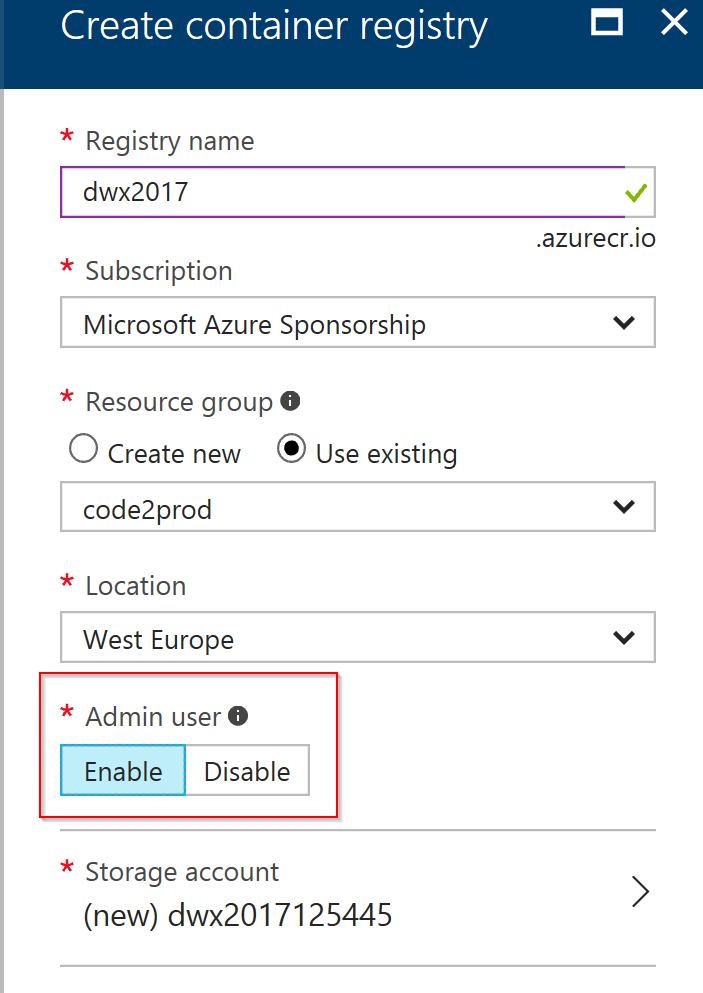 Create container registry
* Registry name
dwx2017
.azurecr.io
* Subscription
Microsoft Azure Sponsorship
* Resource group
Create new Use existing
code2prod
* Location
West Europe
* Admin user
Enable Disable
* Storage account
(new) dwx2017125445